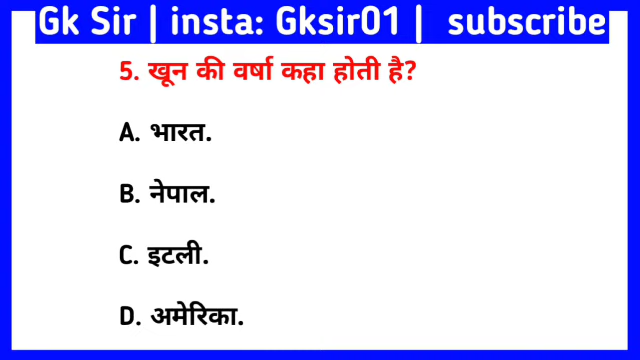 Gk Sir | insta: Gksir01 | subscribe
5. खून की वर्षा कहा होती है?
A. भारत.
B. नेपाल.
C. इटली.
D. अमेरिका.